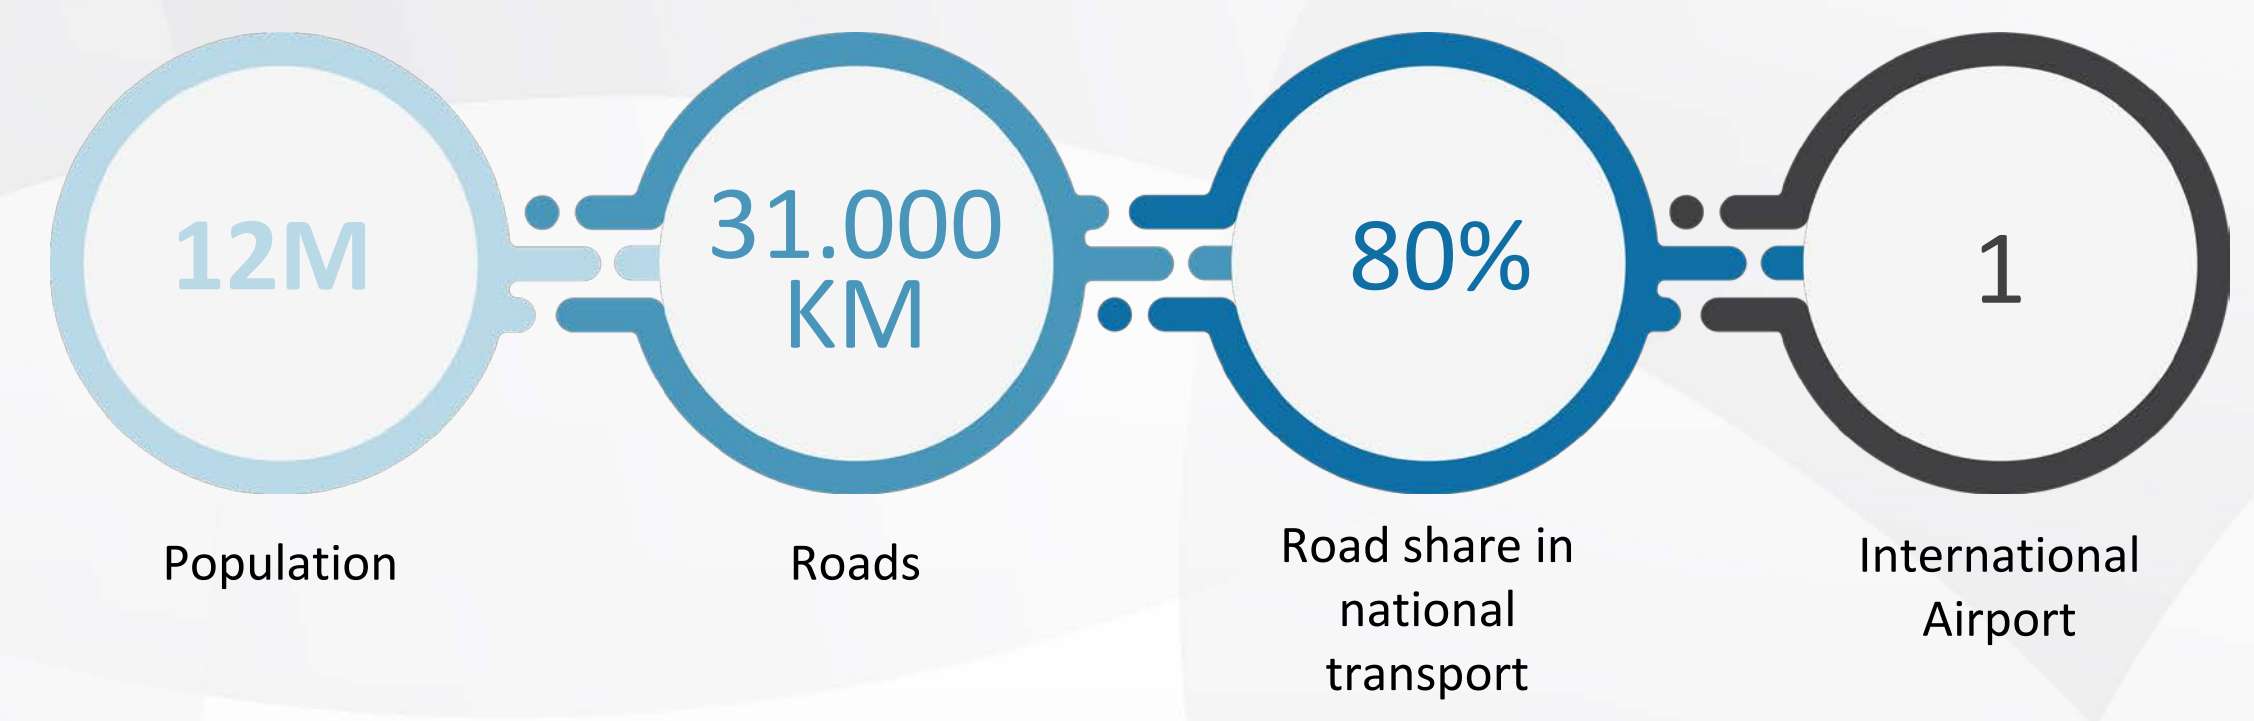 12M
31.000
KM
80%
1
Population
Roads
Road share in
national
transport
International
Airport